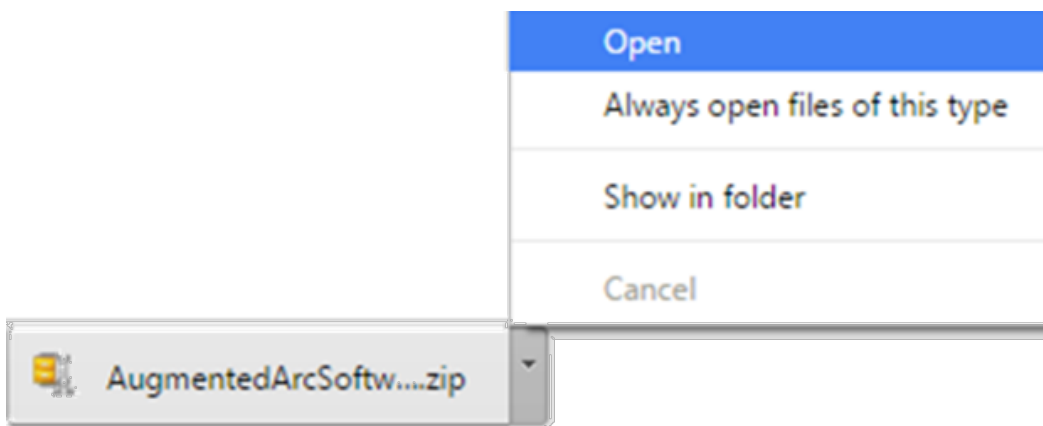 Open
Always open files of this type
Show in folder
Cancel
AugmentedArcSoftw....zip